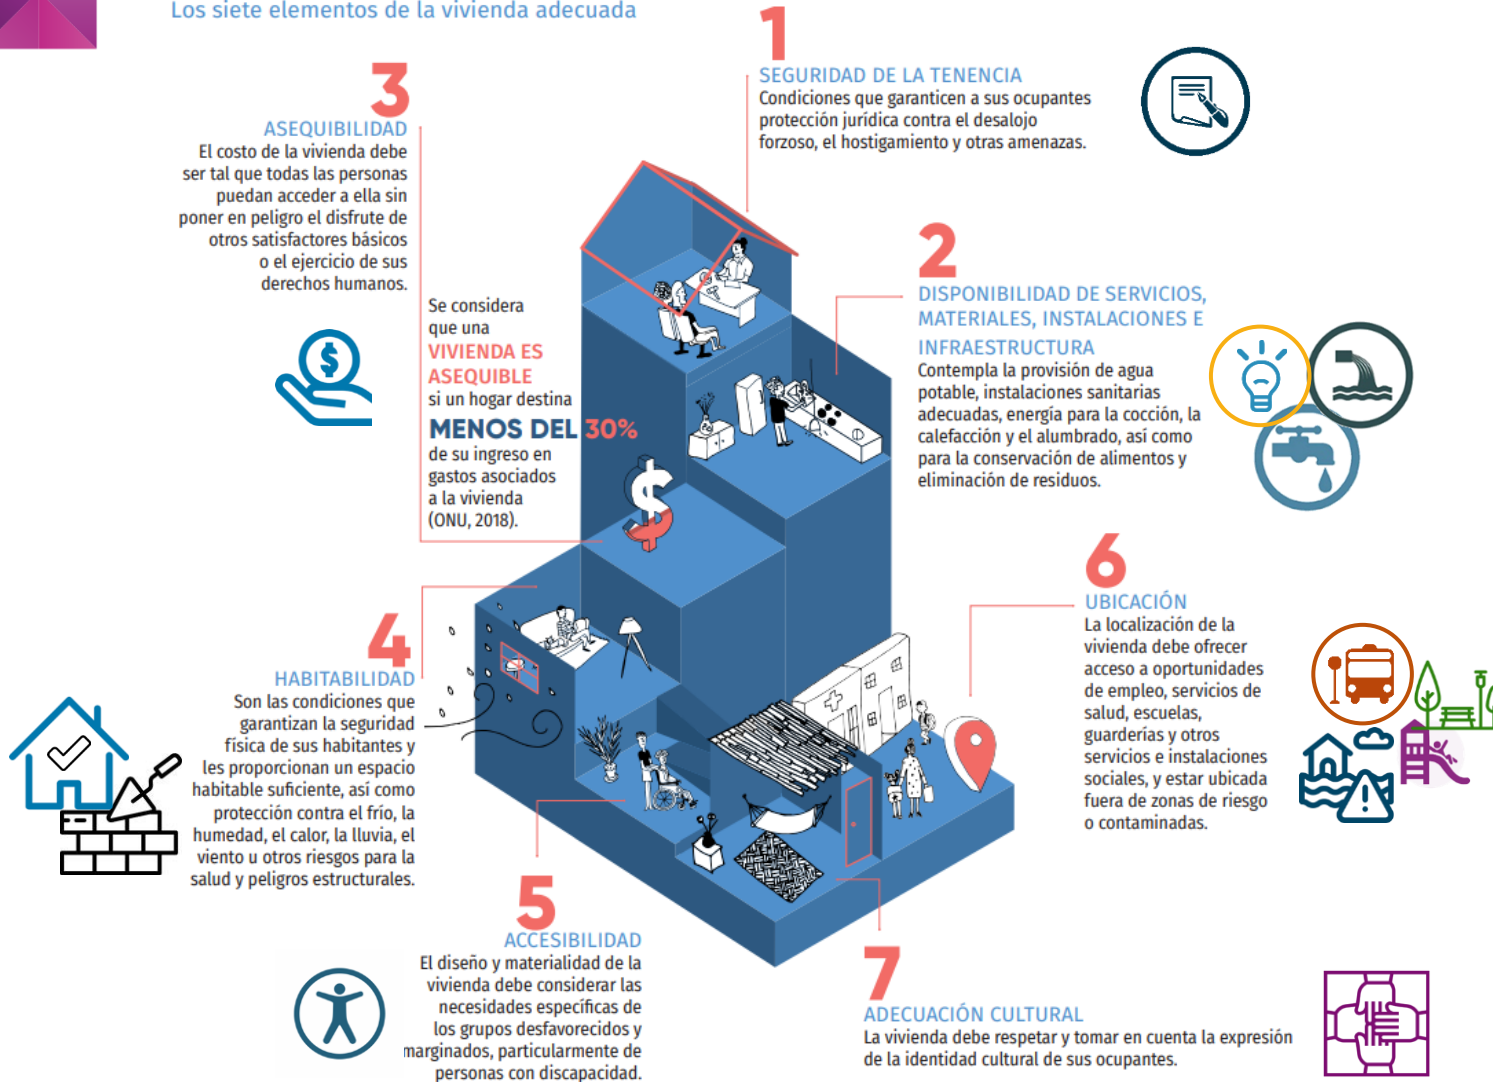 Los siete elementos de la vivienda adecuada
1
SEGURIDAD DE LA TENENCIA
Condiciones que garanticen a sus ocupantes
protección jurídica contra el desalojo
forzoso, el hostigamiento y otras amenazas.
2
DISPONIBILIDAD DE SERVICIOS,
MATERIALES, INSTALACIONES E
INFRAESTRUCTURA
Contempla la provisión de agua
potable, instalaciones sanitarias
adecuadas, energía para la cocción, la
calefacción y el alumbrado, así como
para la conservación de alimentos y
eliminación de residuos.
3
ASEQUIBILIDAD
El costo de la vivienda debe
ser tal que todas las personas
puedan acceder a ella sin
poner en peligro el disfrute de
otros satisfactores básicos
o el ejercicio de sus
derechos humanos.
Se considera
que una
VIVIENDA ES
ASEQUIBLE
si un hogar destina
MENOS DEL 30%
de su ingreso en
gastos asociados
a la vivienda
(ONU, 2018).
$
$
4
HABITABILIDAD
Son las condiciones que
garantizan la seguridad
física de sus habitantes y
les proporcionan un espacio
habitable suficiente, así como
protección contra el frío, la
humedad, el calor, la lluvia, el
viento u otros riesgos para la
salud y peligros estructurales.
5
ACCESIBILIDAD
El diseño y materialidad de la
vivienda debe considerar las
necesidades específicas de
los grupos desfavorecidos y
marginados, particularmente de
personas con discapacidad.
6
UBICACIÓN
La localización de la
vivienda debe ofrecer
acceso a oportunidades
de empleo, servicios de
salud, escuelas,
guarderías y otros
servicios e instalaciones
sociales, y estar ubicada
fuera de zonas de riesgo
o contaminadas.
7
ADECUACIÓN CULTURAL
La vivienda debe respetar y tomar en cuenta la expresión
de la identidad cultural de sus ocupantes.